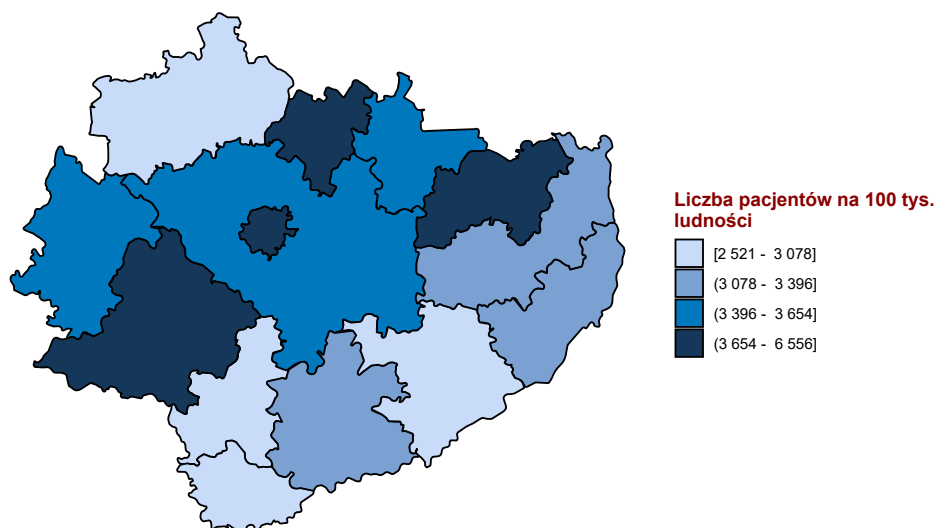 Liczba pacjentów na 100 tys.
ludności
[2 521 - 3 078]
(3 078 - 3 396]
(3 396 - 3 654]
(3 654 - 6 556]